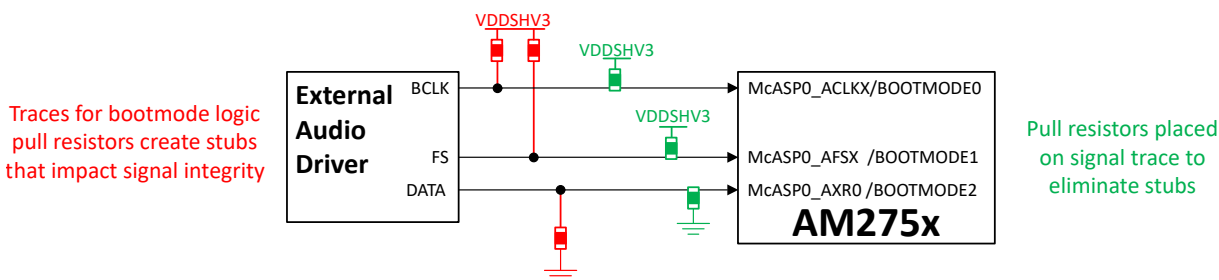 VDDSHV3
VDDSHV3
External
Audio
Driver
BCLK
McASP0_ACLKX/BOOTMODE0
Traces for bootmode logic
pull resistors create stubs
that impact signal integrity
VDDSHV3
Pull resistors placed
on signal trace to
eliminate stubs
FS
McASP0_AFSX /BOOTMODE1
DATA
McASP0_AXR0 /BOOTMODE2
AM275x